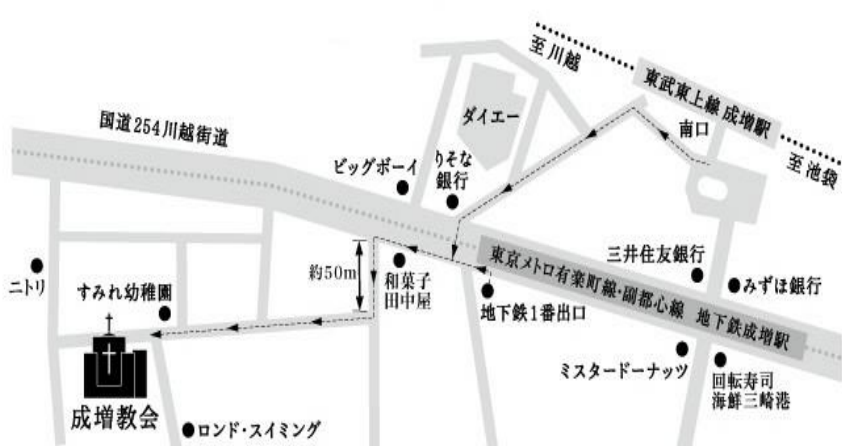 至川越
東武東上線 成増駅
南口
至池袋
国道254川越街道
ダイエー
ビッグボーイ
りそな
銀行
三井住友銀行
みずほ銀行
東京メトロ有楽町線・副都心線 地下鉄成増駅
ニトリ
すみれ幼稚園
約50m
和菓子
田中屋
地下鉄1番出口
ミスタードーナッツ
回転寿司
海鮮三崎港
成増教会
ロンド・スイミング